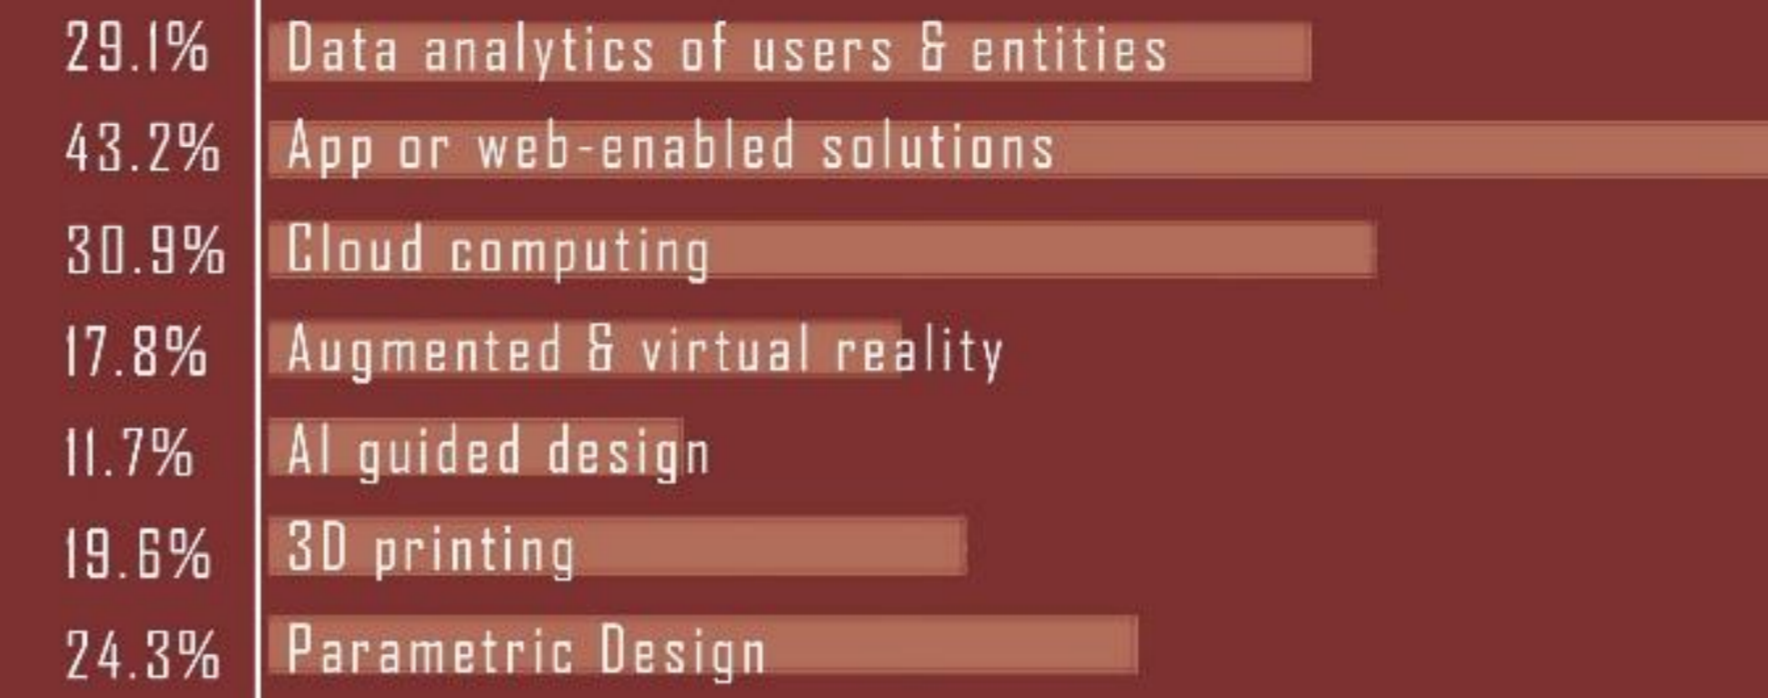 29.1% Data analytics of users & entities
43.2% App or web-enabled solutions
30.9% Cloud computing
17.8% Augmented & virtual reality
11.7% AI guided design
19.6% 3D printing
24.3% Parametric Design